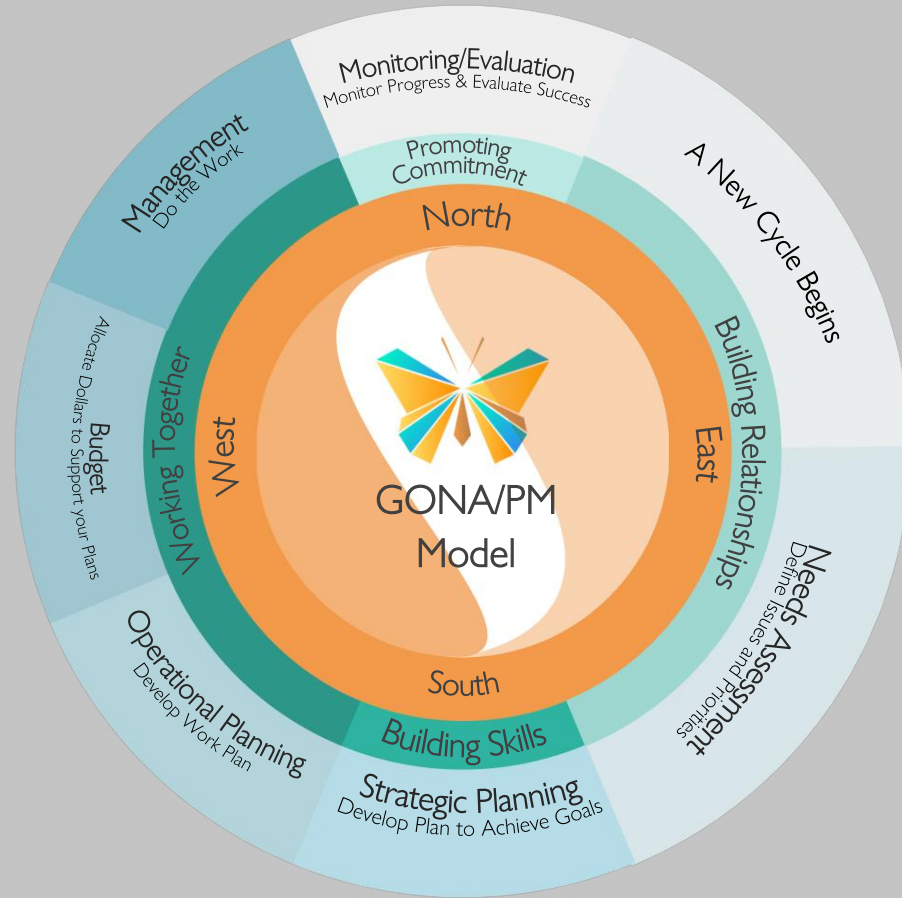 Monitoring/Evaluation
Monitor Progress & Evaluate Success
A New Cycle Begins
Needs Assessment
Define Issues and Priorities
Strategic Planning
Develop Plan to Achieve Goals
Operational Planning
Develop Work Plan
Budget
Allocate Dollars to Support your Plans
Management
Do the Work
Promoting
Commitment
Building Relationships
Building Skills
Working Together
North
East
South
West
GONA/PM
Model